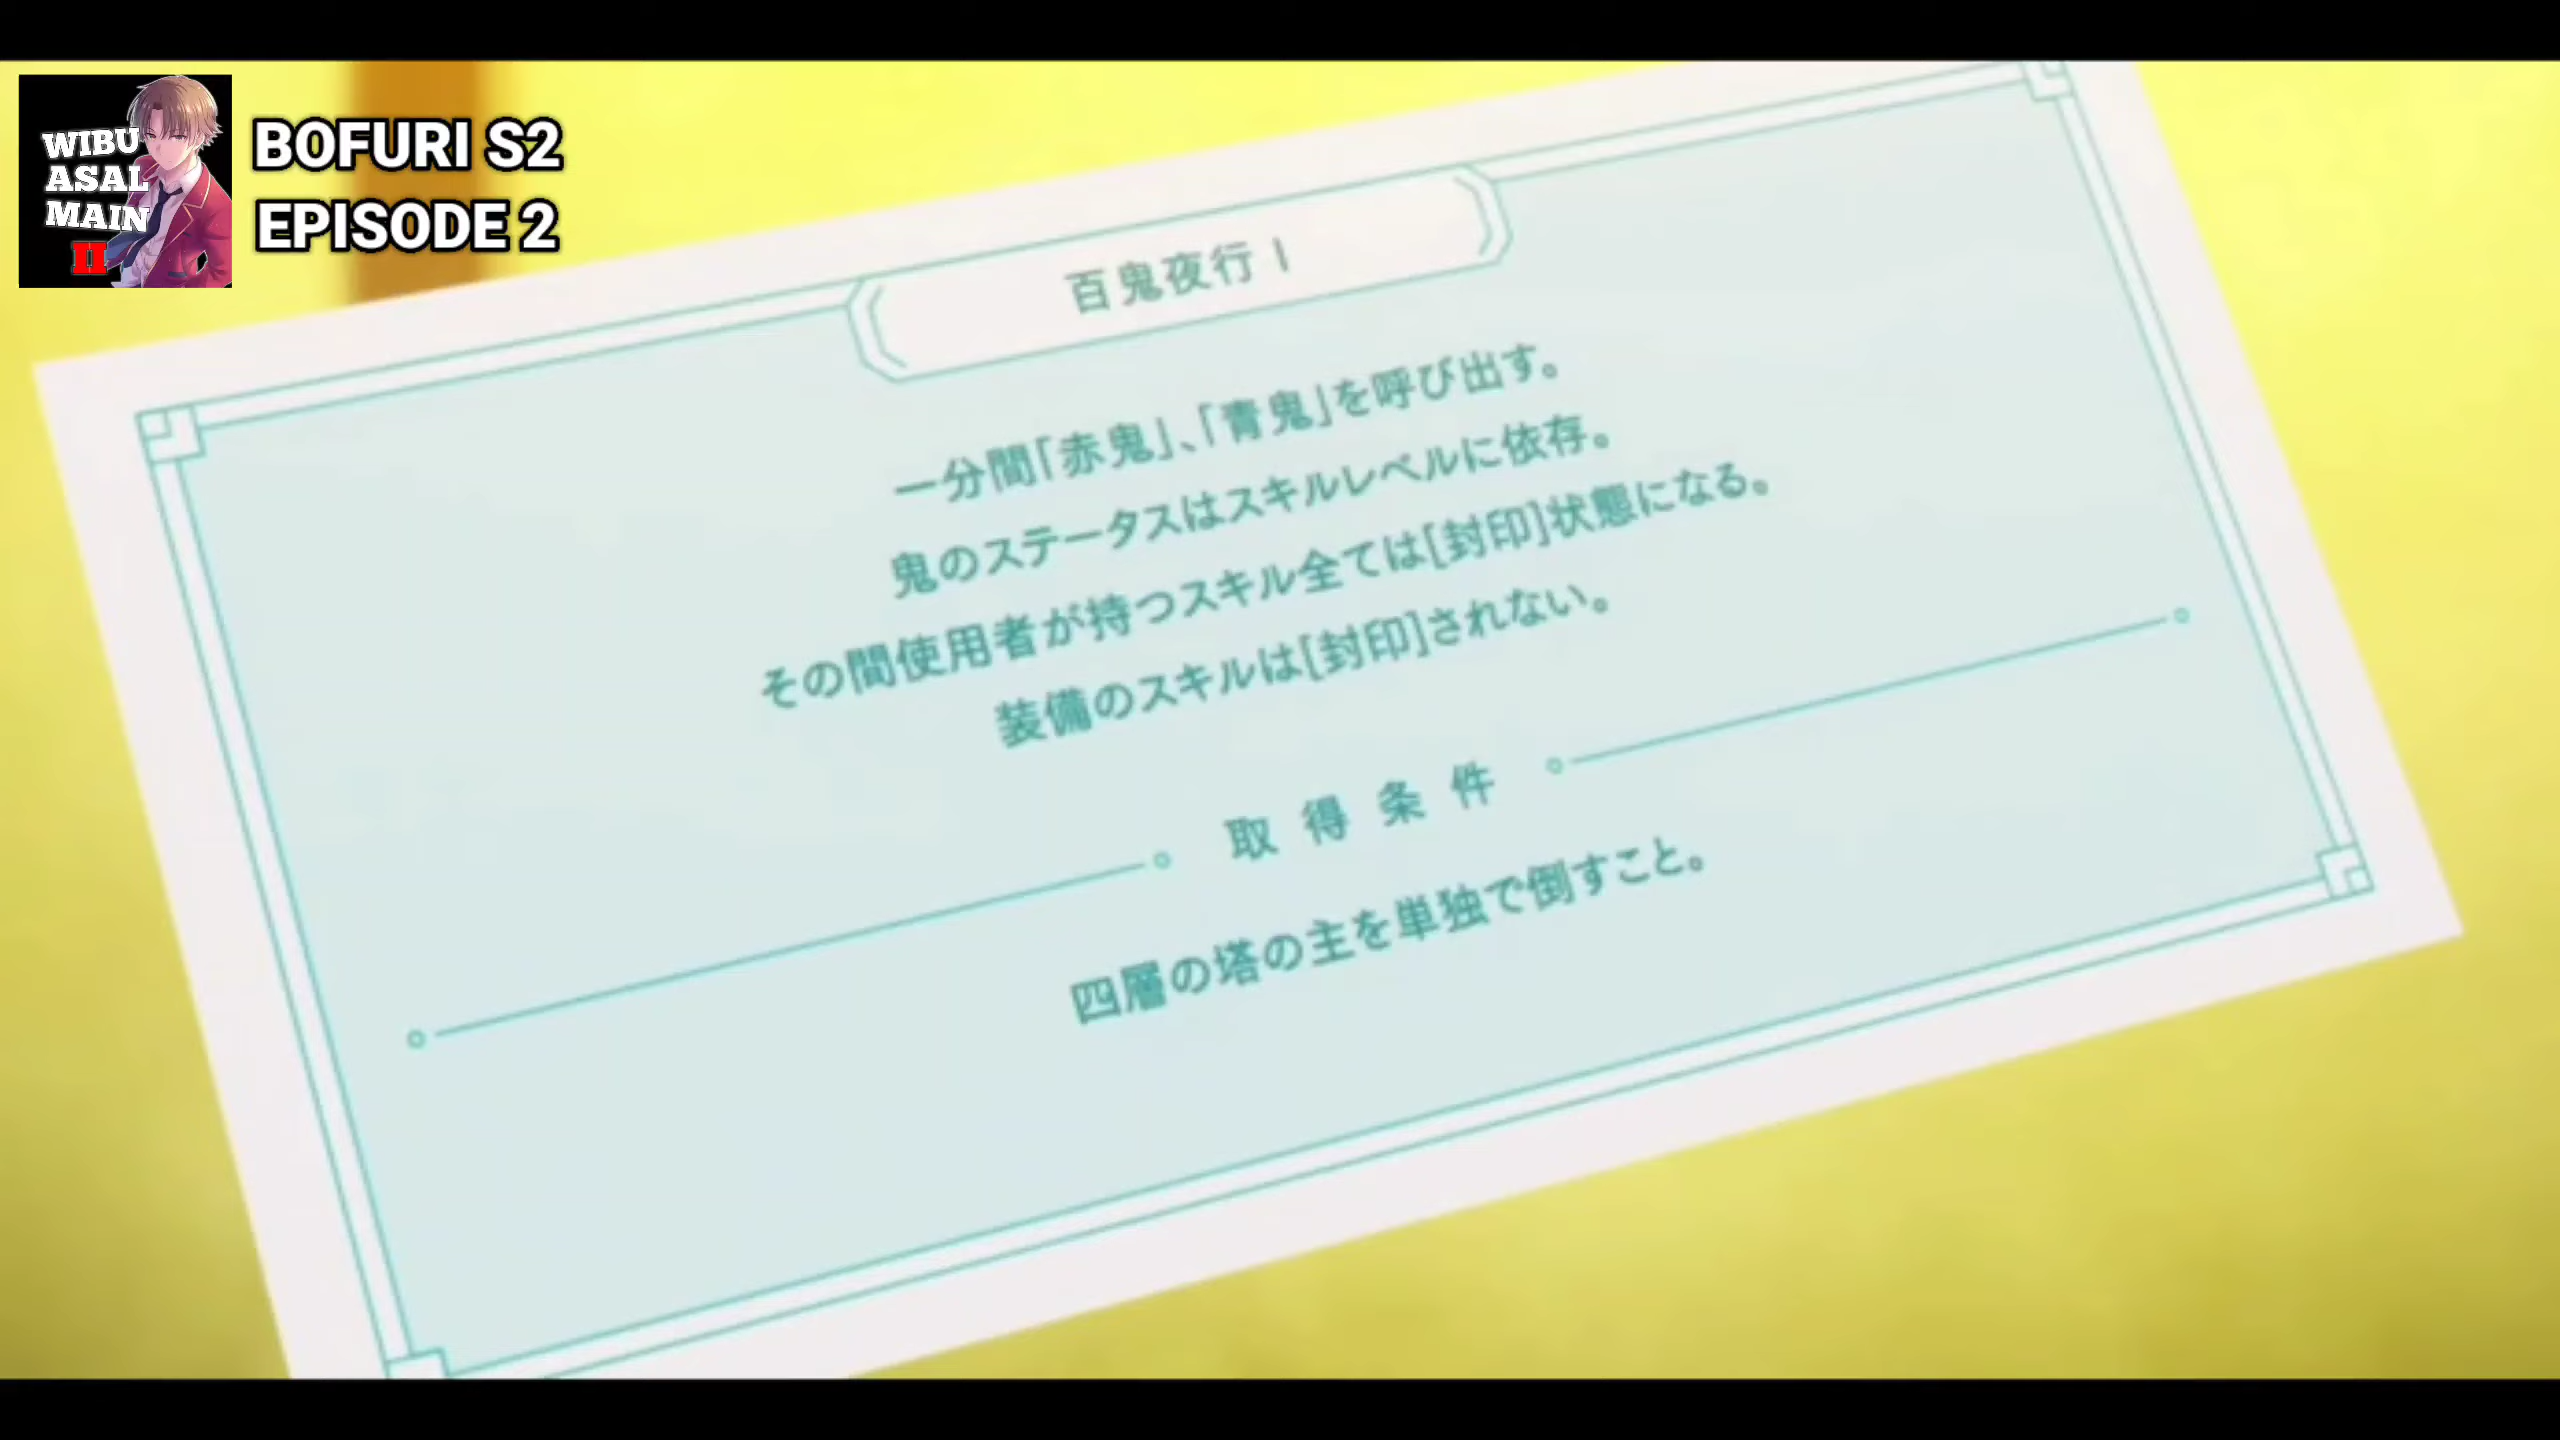 WIBU
ASAL
MAIN
II
BOFURI S2
EPISODE 2
百鬼夜行 I
一分間「赤鬼」、「青鬼」を呼び出す。
鬼のステータスはスキルレベルに依存。
その間使用者が持つスキル全ては[封印]状態になる。
装備のスキルは[封印]されない。
取得条件
四層の塔の主を単独で倒すこと。